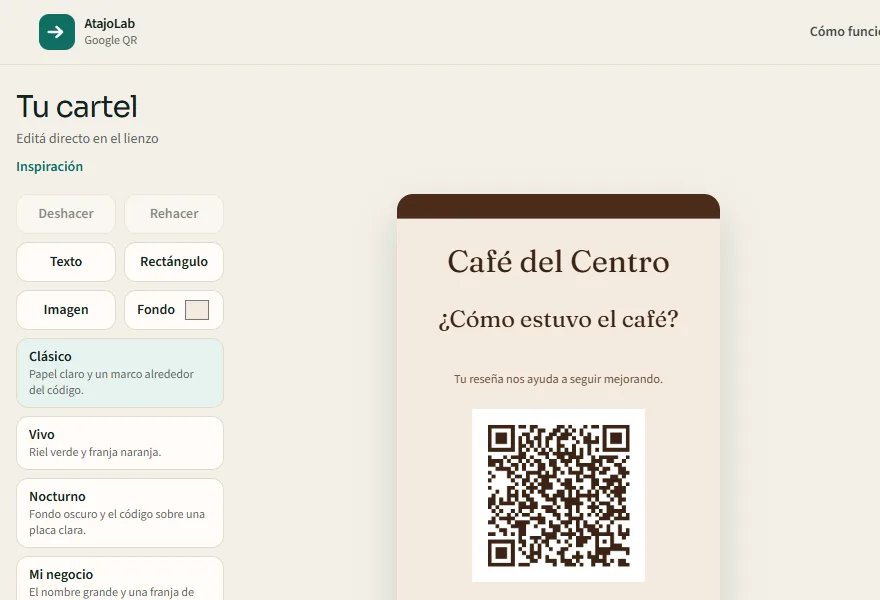 AtajoLab
Google QR
Cómo funci
Tu cartel
Editá directo en el lienzo
Inspiración
Deshacer
Rehacer
Texto
Rectángulo
Imagen
Fondo
Clásico
Papel claro y un marco alrededor
del código.
Vivo
Riel verde y franja naranja.
Nocturno
Fondo oscuro y el código sobre una
placa clara.
Mi negocio
El nombre grande y una franja de
Café del Centro
¿Cómo estuvo el café?
Tu reseña nos ayuda a seguir mejorando.